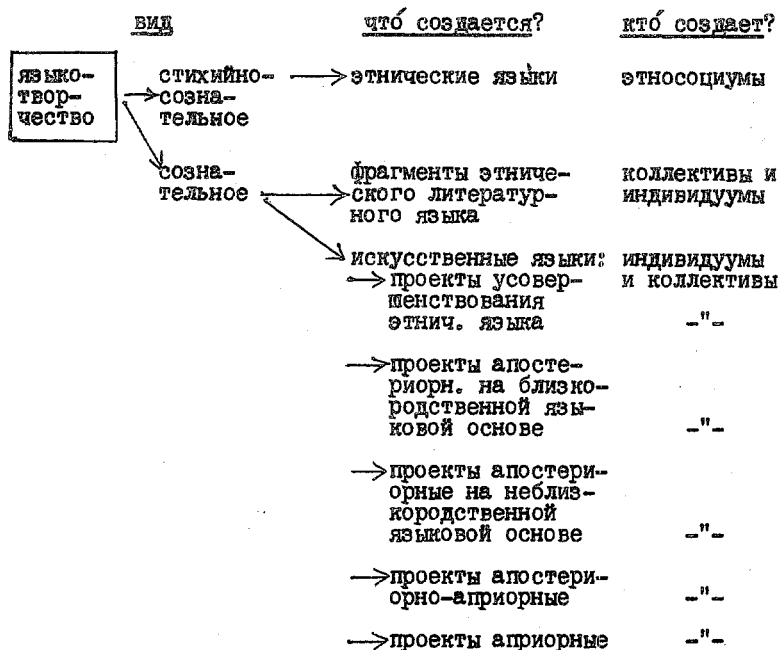 вид что́ создается? кто́ создает?
языко- стихийно- этнические язы́ки этносоциумы
твор- созна-
чество тельное
созна- фрагменты этниче- коллективы и
тельное ского литератур- индивидуумы
ного языка
искусственные языки: индивидуумы
проекты усовер- и коллективы
шенствования
этнич. языка -"-
проекты апосте-
риорн. на близко-
родственной язы-
ковой основе -"-
проекты апостери-
орные на неблиз-
кородственной
языковой основе -"-
проекты апостери-
орно-априорные -"-
проекты априорные -"-